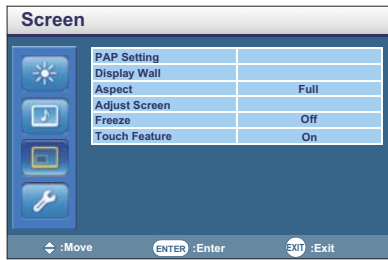 Screen
PAP Setting
Display Wall
Aspect Full
Adjust Screen
Freeze Off
Touch Feature On
:Move ENTER :Enter EXIT :Exit